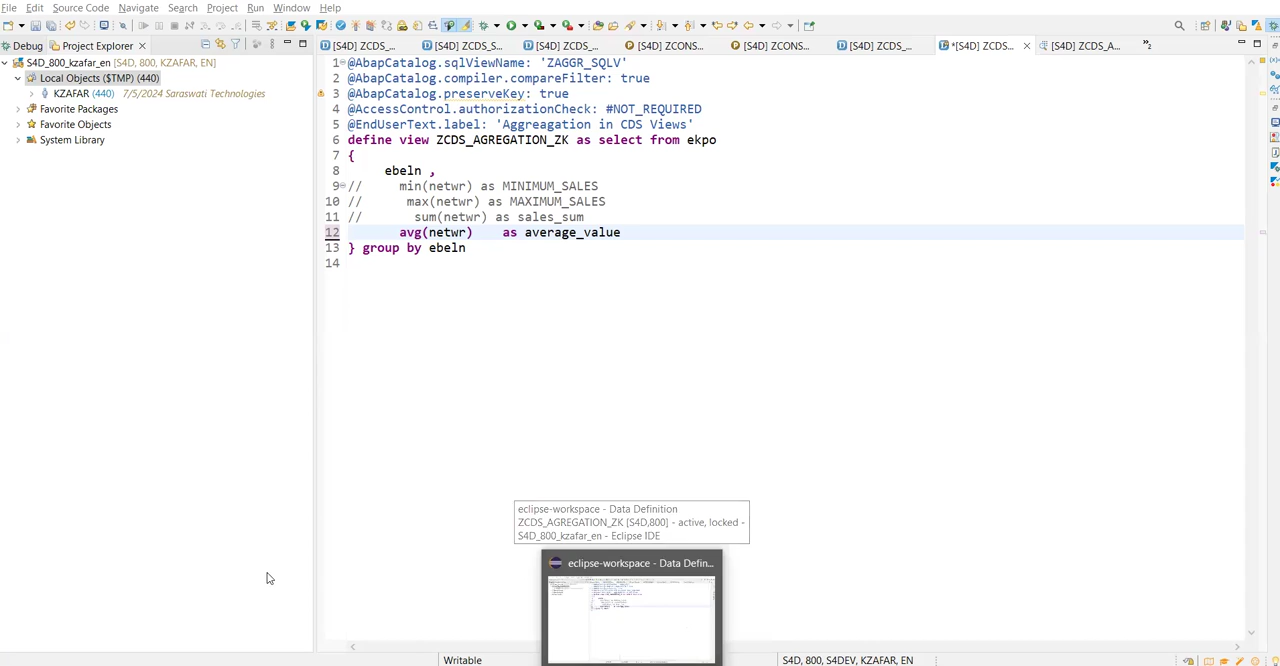 File Edit Source Code Navigate Search Project Run Window Help
Debug Project Explorer
[S4D] ZCDS_... [S4D] ZCDS_S... [S4D] ZCDS_... [S4D] ZCONS... [S4D] ZCONS... [S4D] ZCDS_... *[S4D] ZCDS... [S4D] ZCDS_A...
S4D_800_kzafar_en [S4D, 800, KZAFAR, EN]
Local Objects ($TMP) (440)
KZAFAR (440) 7/5/2024 Saraswati Technologies
Favorite Packages
Favorite Objects
System Library
1 @AbapCatalog.sqlViewName: 'ZAGGR_SQLV'
2 @AbapCatalog.compiler.compareFilter: true
3 @AbapCatalog.preserveKey: true
4 @AccessControl.authorizationCheck: #NOT_REQUIRED
5 @EndUserText.label: 'Aggreagation in CDS Views'
6 define view ZCDS_AGREGATION_ZK as select from ekpo
7 {
8 ebeln ,
9 // min(netwr) as MINIMUM_SALES
10 // max(netwr) as MAXIMUM_SALES
11 // sum(netwr) as sales_sum
12 avg(netwr) as average_value
13 } group by ebeln
14
eclipse-workspace - Data Definition
ZCDS_AGREGATION_ZK [S4D,800] - active, locked -
S4D_800_kzafar_en - Eclipse IDE
eclipse-workspace - Data Defin...
Writable
S4D, 800, S4DEV, KZAFAR, EN